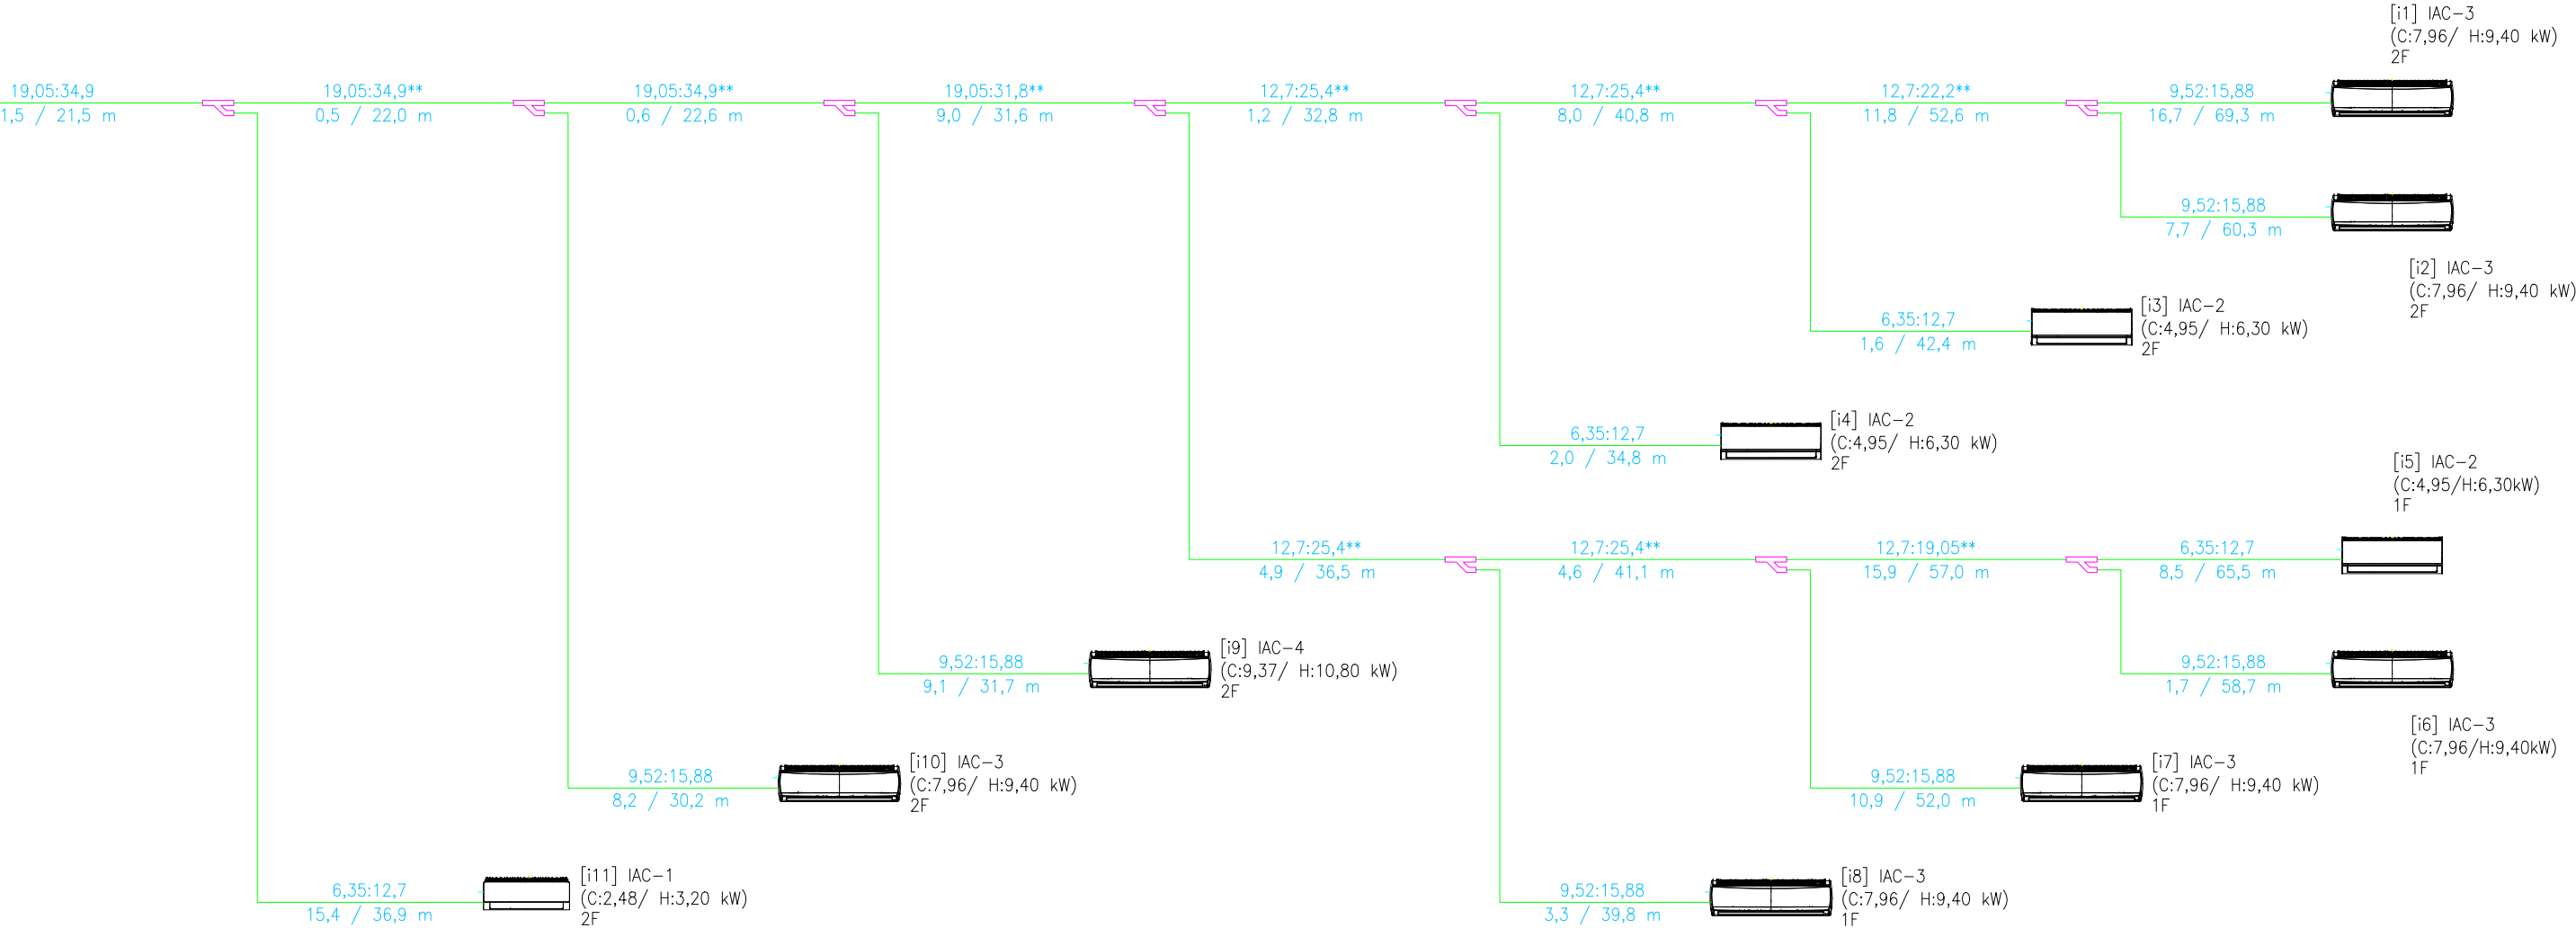 [i1] IAC-3
(C:7,96/ H:9,40 kW)
2F
19,05:34,9
1,5 / 21,5 m
19,05:34,9**
0,5 / 22,0 m
19,05:34,9**
0,6 / 22,6 m
19,05:31,8**
9,0 / 31,6 m
12,7:25,4**
1,2 / 32,8 m
12,7:25,4**
8,0 / 40,8 m
12,7:22,2**
11,8 / 52,6 m
9,52:15,88
16,7 / 69,3 m
9,52:15,88
7,7 / 60,3 m
[i2] IAC-3
(C:7,96/ H:9,40 kW)
2F
6,35:12,7
1,6 / 42,4 m
[i3] IAC-2
(C:4,95/ H:6,30 kW)
2F
6,35:12,7
2,0 / 34,8 m
[i4] IAC-2
(C:4,95/ H:6,30 kW)
2F
[i5] IAC-2
(C:4,95/H:6,30kW)
1F
12,7:25,4**
4,9 / 36,5 m
12,7:25,4**
4,6 / 41,1 m
12,7:19,05**
15,9 / 57,0 m
6,35:12,7
8,5 / 65,5 m
9,52:15,88
9,1 / 31,7 m
[i9] IAC-4
(C:9,37/ H:10,80 kW)
2F
9,52:15,88
1,7 / 58,7 m
[i6] IAC-3
(C:7,96/H:9,40kW)
1F
9,52:15,88
8,2 / 30,2 m
[i10] IAC-3
(C:7,96/ H:9,40 kW)
2F
9,52:15,88
10,9 / 52,0 m
[i7] IAC-3
(C:7,96/ H:9,40 kW)
1F
6,35:12,7
15,4 / 36,9 m
[i11] IAC-1
(C:2,48/ H:3,20 kW)
2F
9,52:15,88
3,3 / 39,8 m
[i8] IAC-3
(C:7,96/ H:9,40 kW)
1F